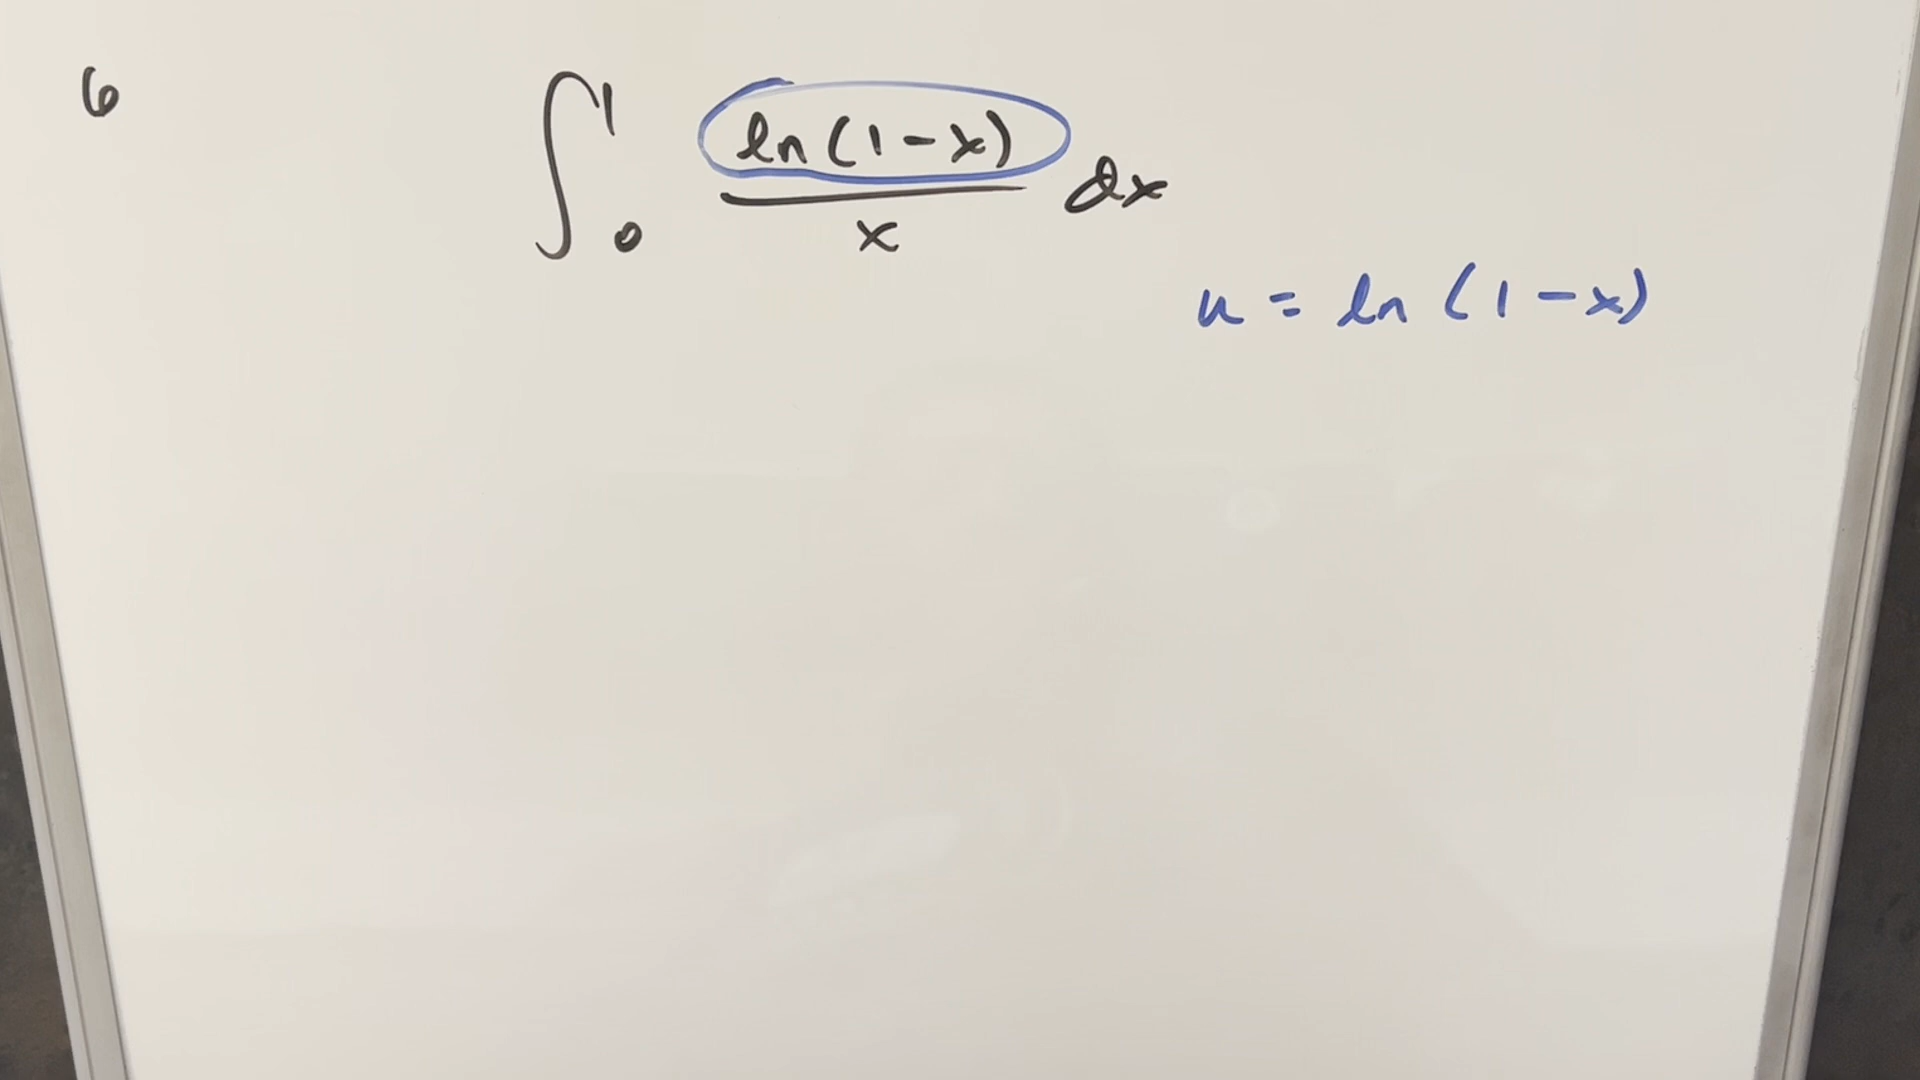 6
∫₀¹ ln(1-x)/x dx
u = ln(1-x)